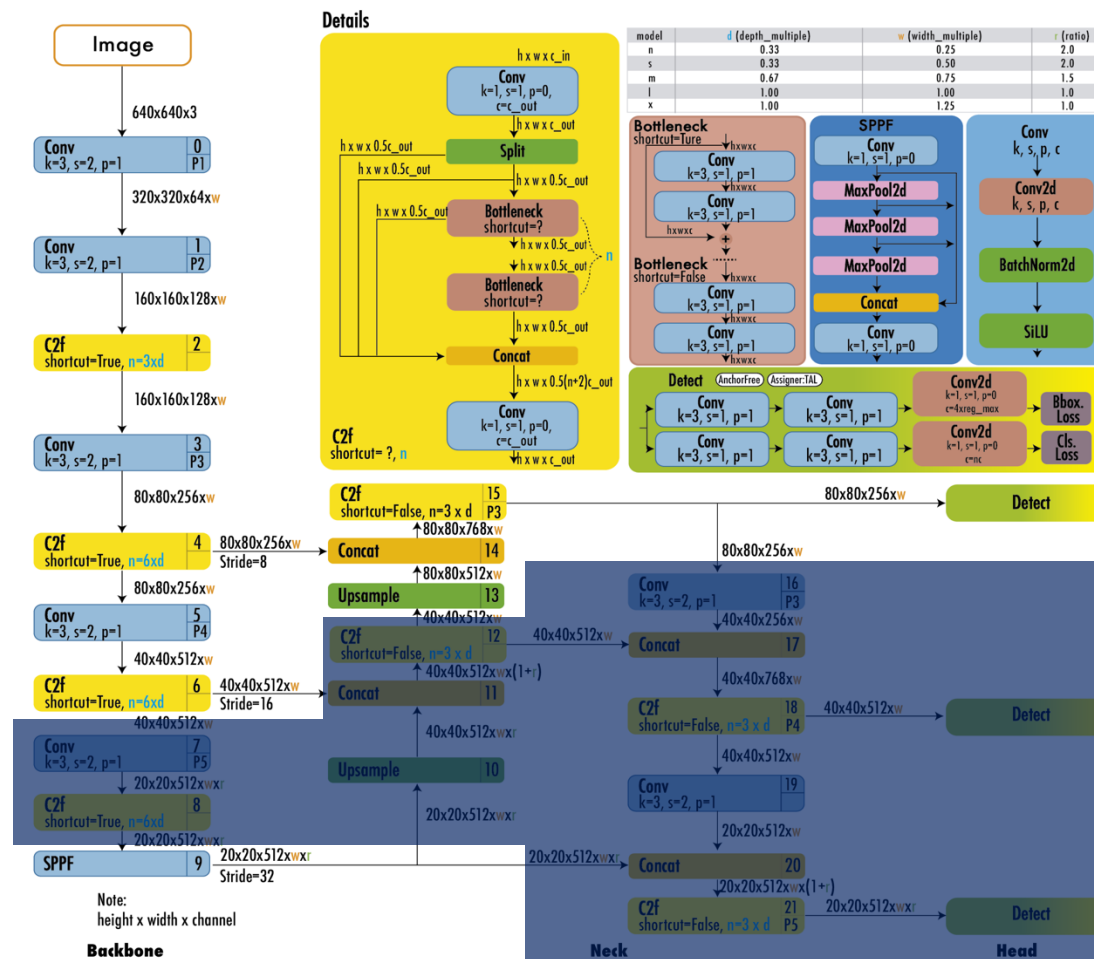 Image
640x640x3
Conv
k=3, s=2, p=1
0
P1
320x320x64xw
Conv
k=3, s=2, p=1
1
P2
160x160x128xw
C2f
shortcut=True, n=3xd
2
160x160x128xw
Conv
k=3, s=2, p=1
3
P3
80x80x256xw
C2f
shortcut=True, n=6xd
4
80x80x256xw
Stride=8
80x80x256xw
Conv
k=3, s=2, p=1
5
P4
40x40x512xw
C2f
shortcut=True, n=6xd
6
40x40x512xw
Stride=16
40x40x512xw
Conv
k=3, s=2, p=1
7
P5
20x20x512xwxr
C2f
shortcut=True, n=6xd
8
20x20x512xwxr
SPPF
9
20x20x512xwxr
Stride=32
Note:
height x width x channel
Backbone
Details
h x w x c_in
Conv
k=1, s=1, p=0,
c=c_out
h x w x c_out
Split
h x w x 0.5c_out
h x w x 0.5c_out
h x w x 0.5c_out
h x w x 0.5c_out
Bottleneck
shortcut=?
h x w x 0.5c_out
h x w x 0.5c_out
n
Bottleneck
shortcut=?
h x w x 0.5c_out
Concat
h x w x 0.5(n+2)c_out
Conv
k=1, s=1, p=0,
c=c_out
C2f
shortcut= ?, n
h x w x c_out
model d (depth_multiple) w (width_multiple) r (ratio)
n 0.33 0.25 2.0
s 0.33 0.50 2.0
m 0.67 0.75 1.5
l 1.00 1.00 1.0
x 1.00 1.25 1.0
Bottleneck
shortcut=Ture
hxwxc
Conv
k=3, s=1, p=1
hxwxc
Conv
k=3, s=1, p=1
hxwxc
+
Bottleneck
shortcut=False
hxwxc
Conv
k=3, s=1, p=1
hxwxc
Conv
k=3, s=1, p=1
hxwxc
SPPF
Conv
k=1, s=1, p=0
MaxPool2d
MaxPool2d
MaxPool2d
Concat
Conv
k=1, s=1, p=0
Conv
k, s, p, c
Conv2d
k, s, p, c
BatchNorm2d
SiLU
Detect
AnchorFree
Assigner:TAL
Conv
k=3, s=1, p=1
Conv
k=3, s=1, p=1
Conv2d
k=1, s=1, p=0
c=4xreg_max
Bbox.
Loss
Conv
k=3, s=1, p=1
Conv
k=3, s=1, p=1
Conv2d
k=1, s=1, p=0
c=nc
Cls.
Loss
C2f
shortcut=False, n=3 x d
15
P3
80x80x256xw
Detect
80x80x768xw
Concat
14
80x80x512xw
Upsample
13
40x40x512xw
C2f
shortcut=False, n=3 x d
12
40x40x512xw
40x40x512xwx(1+r)
Concat
11
40x40x512xwxr
Upsample
10
20x20x512xwxr
80x80x256xw
Conv
k=3, s=2, p=1
16
P3
40x40x256xw
Concat
17
40x40x768xw
C2f
shortcut=False, n=3 x d
18
P4
40x40x512xw
Detect
40x40x512xw
Conv
k=3, s=2, p=1
19
20x20x512xw
20x20x512xwxr
Concat
20
20x20x512xwx(1+r)
C2f
shortcut=False, n=3 x d
21
P5
20x20x512xwxr
Detect
Neck
Head